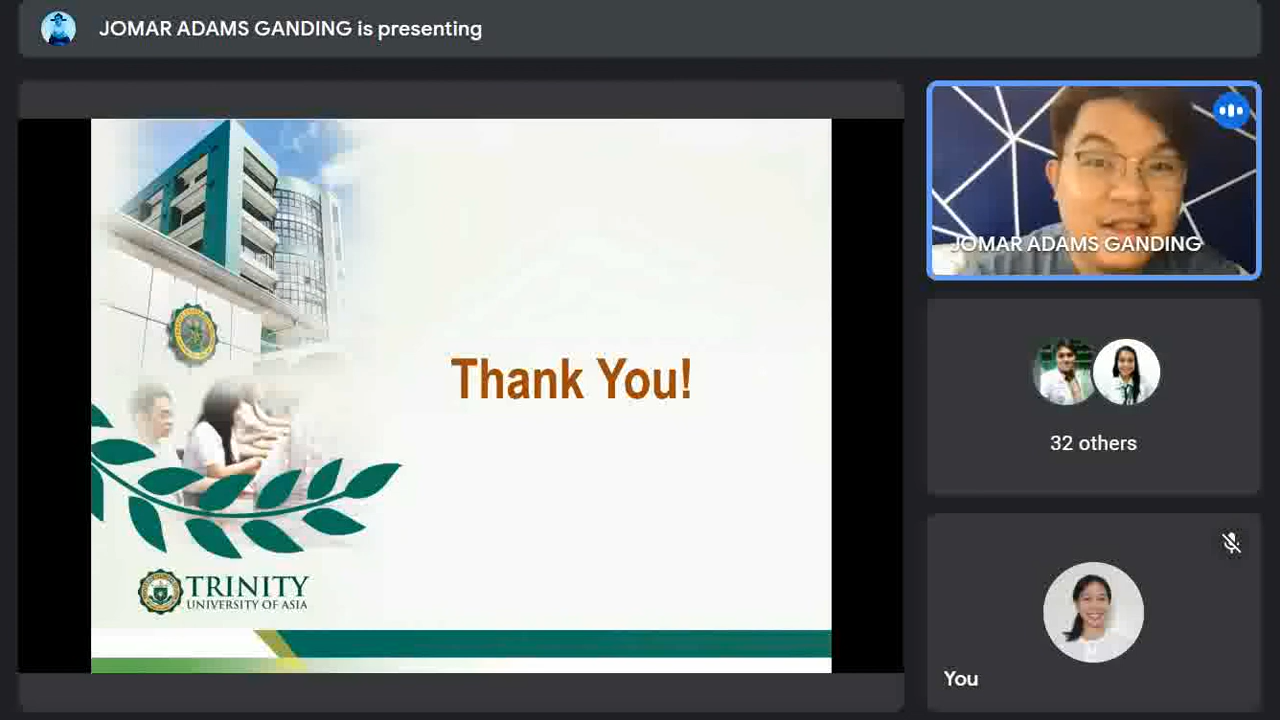 JOMAR ADAMS GANDING is presenting
Thank You!
TRINITY
UNIVERSITY OF ASIA
JOMAR ADAMS GANDING
32 others
You